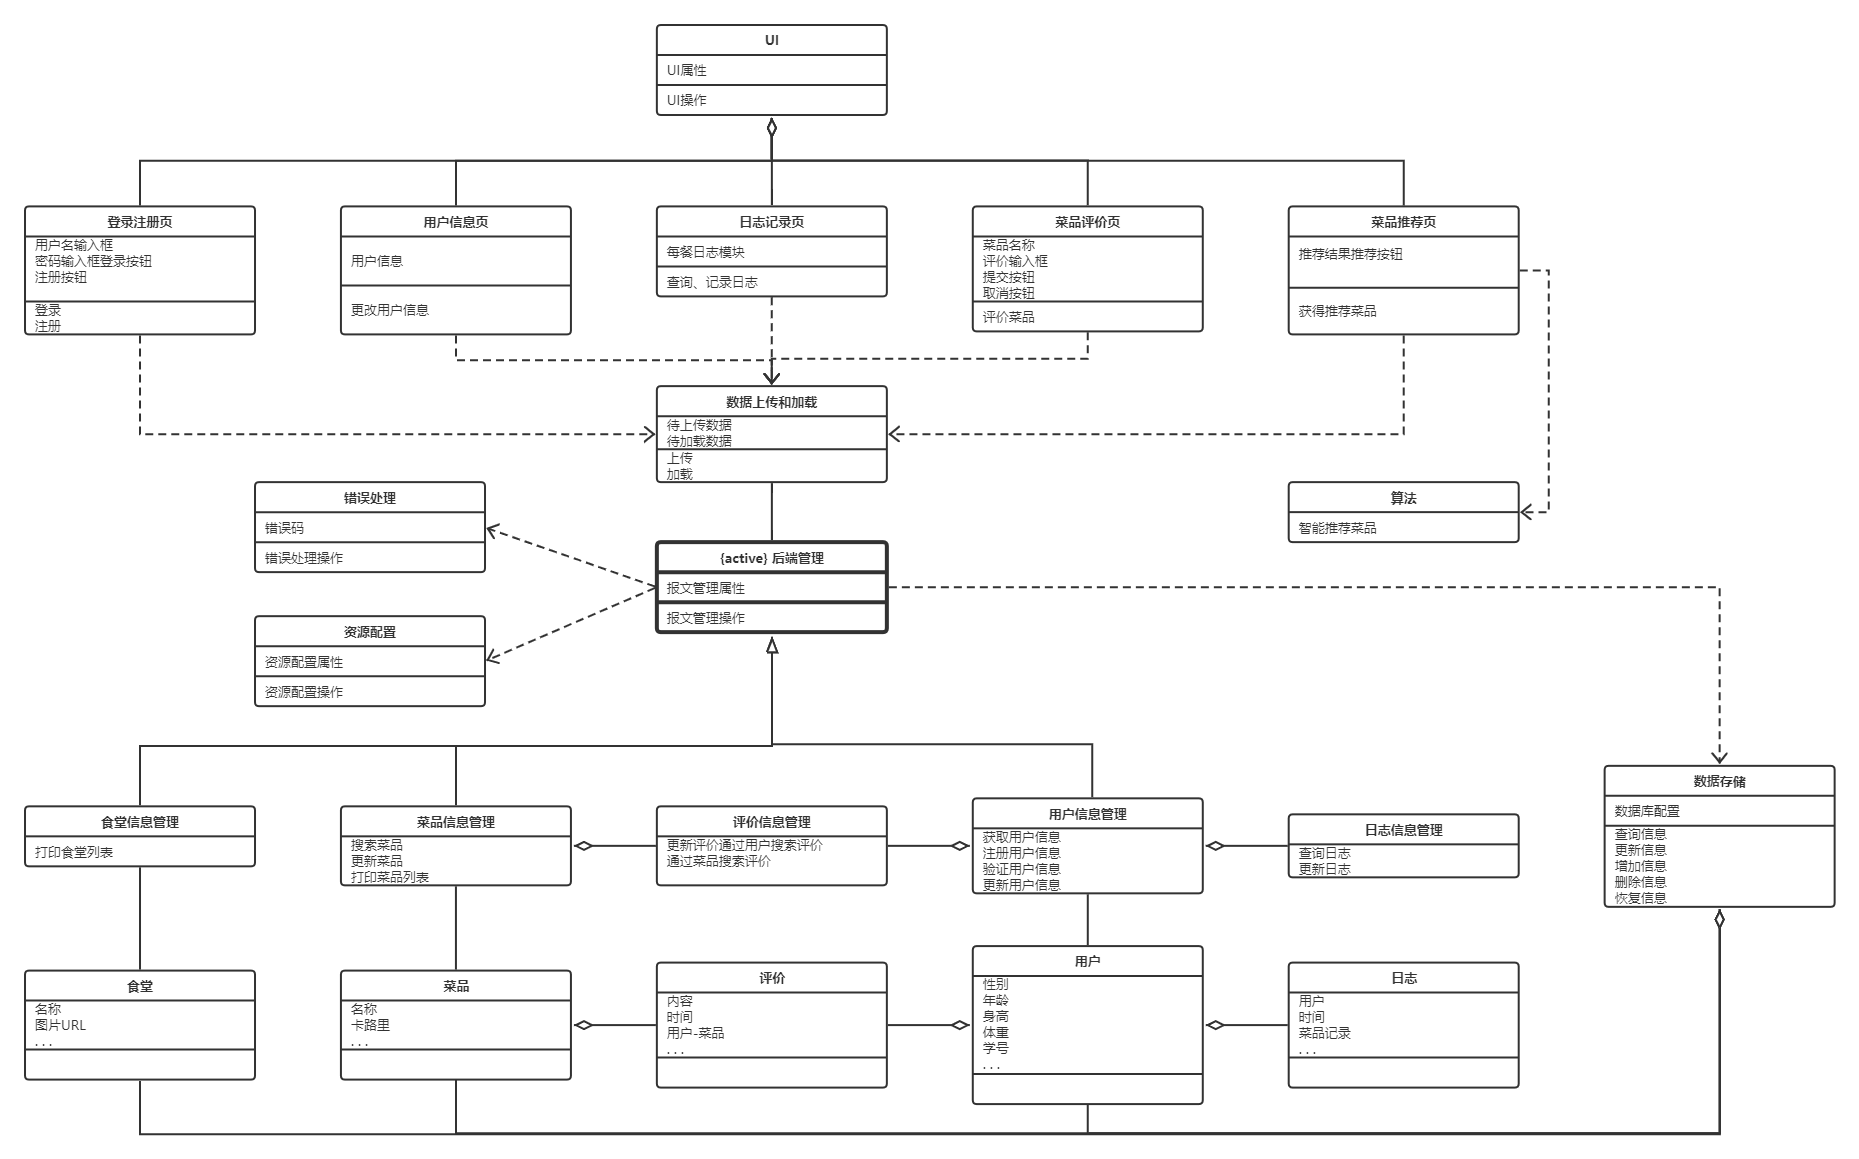 UI
UI属性
UI操作
登录注册页
用户名输入框
密码输入框登录按钮
注册按钮
登录
注册
用户信息页
用户信息
更改用户信息
日志记录页
每餐日志模块
查询、记录日志
菜品评价页
菜品名称
评价输入框
提交按钮
取消按钮
评价菜品
菜品推荐页
推荐结果推荐按钮
获得推荐菜品
数据上传和加载
待上传数据
待加载数据
上传
加载
错误处理
错误码
错误处理操作
算法
智能推荐菜品
{active} 后端管理
报文管理属性
报文管理操作
资源配置
资源配置属性
资源配置操作
数据存储
数据库配置
查询信息
更新信息
增加信息
删除信息
恢复信息
食堂信息管理
打印食堂列表
菜品信息管理
搜索菜品
更新菜品
打印菜品列表
评价信息管理
更新评价通过用户搜索评价
通过菜品搜索评价
用户信息管理
获取用户信息
注册用户信息
验证用户信息
更新用户信息
日志信息管理
查询日志
更新日志
食堂
名称
图片URL
...
菜品
名称
卡路里
...
评价
内容
时间
用户-菜品
...
用户
性别
年龄
身高
体重
学号
...
日志
用户
时间
菜品记录
...